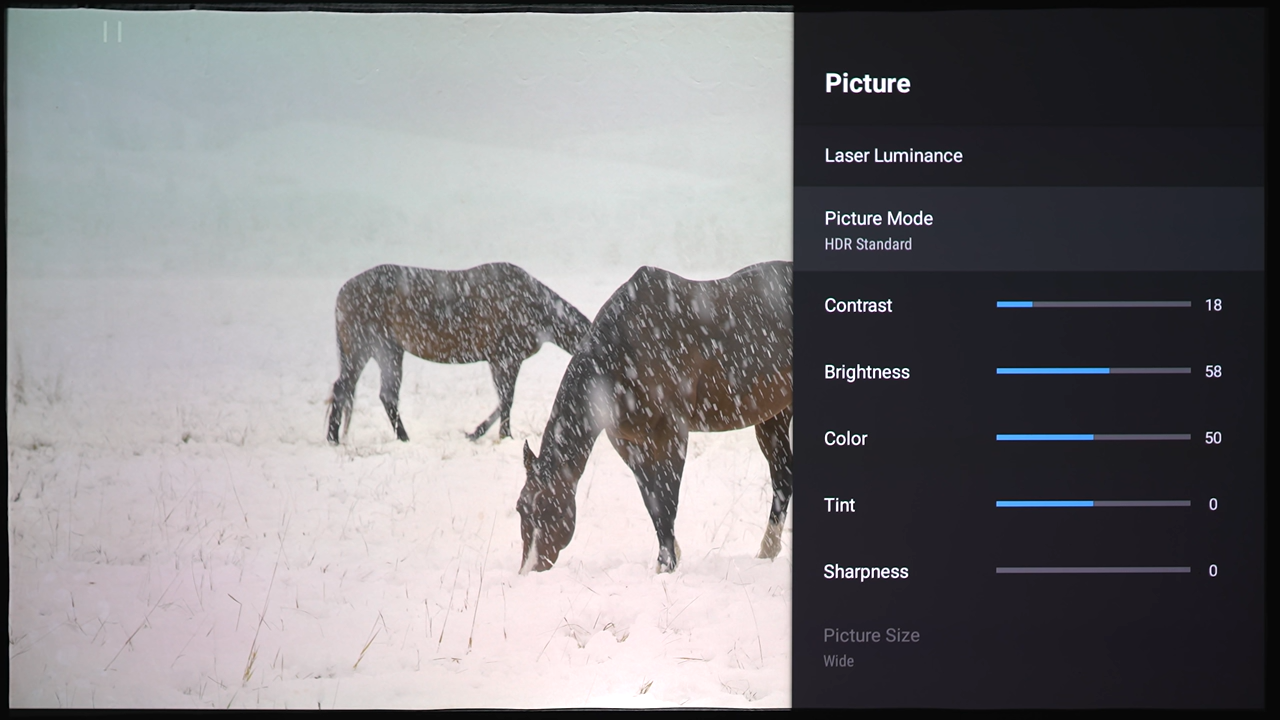 Picture
Laser Luminance
Picture Mode
HDR Standard
Contrast 18
Brightness 58
Color 50
Tint 0
Sharpness 0
Picture Size
Wide